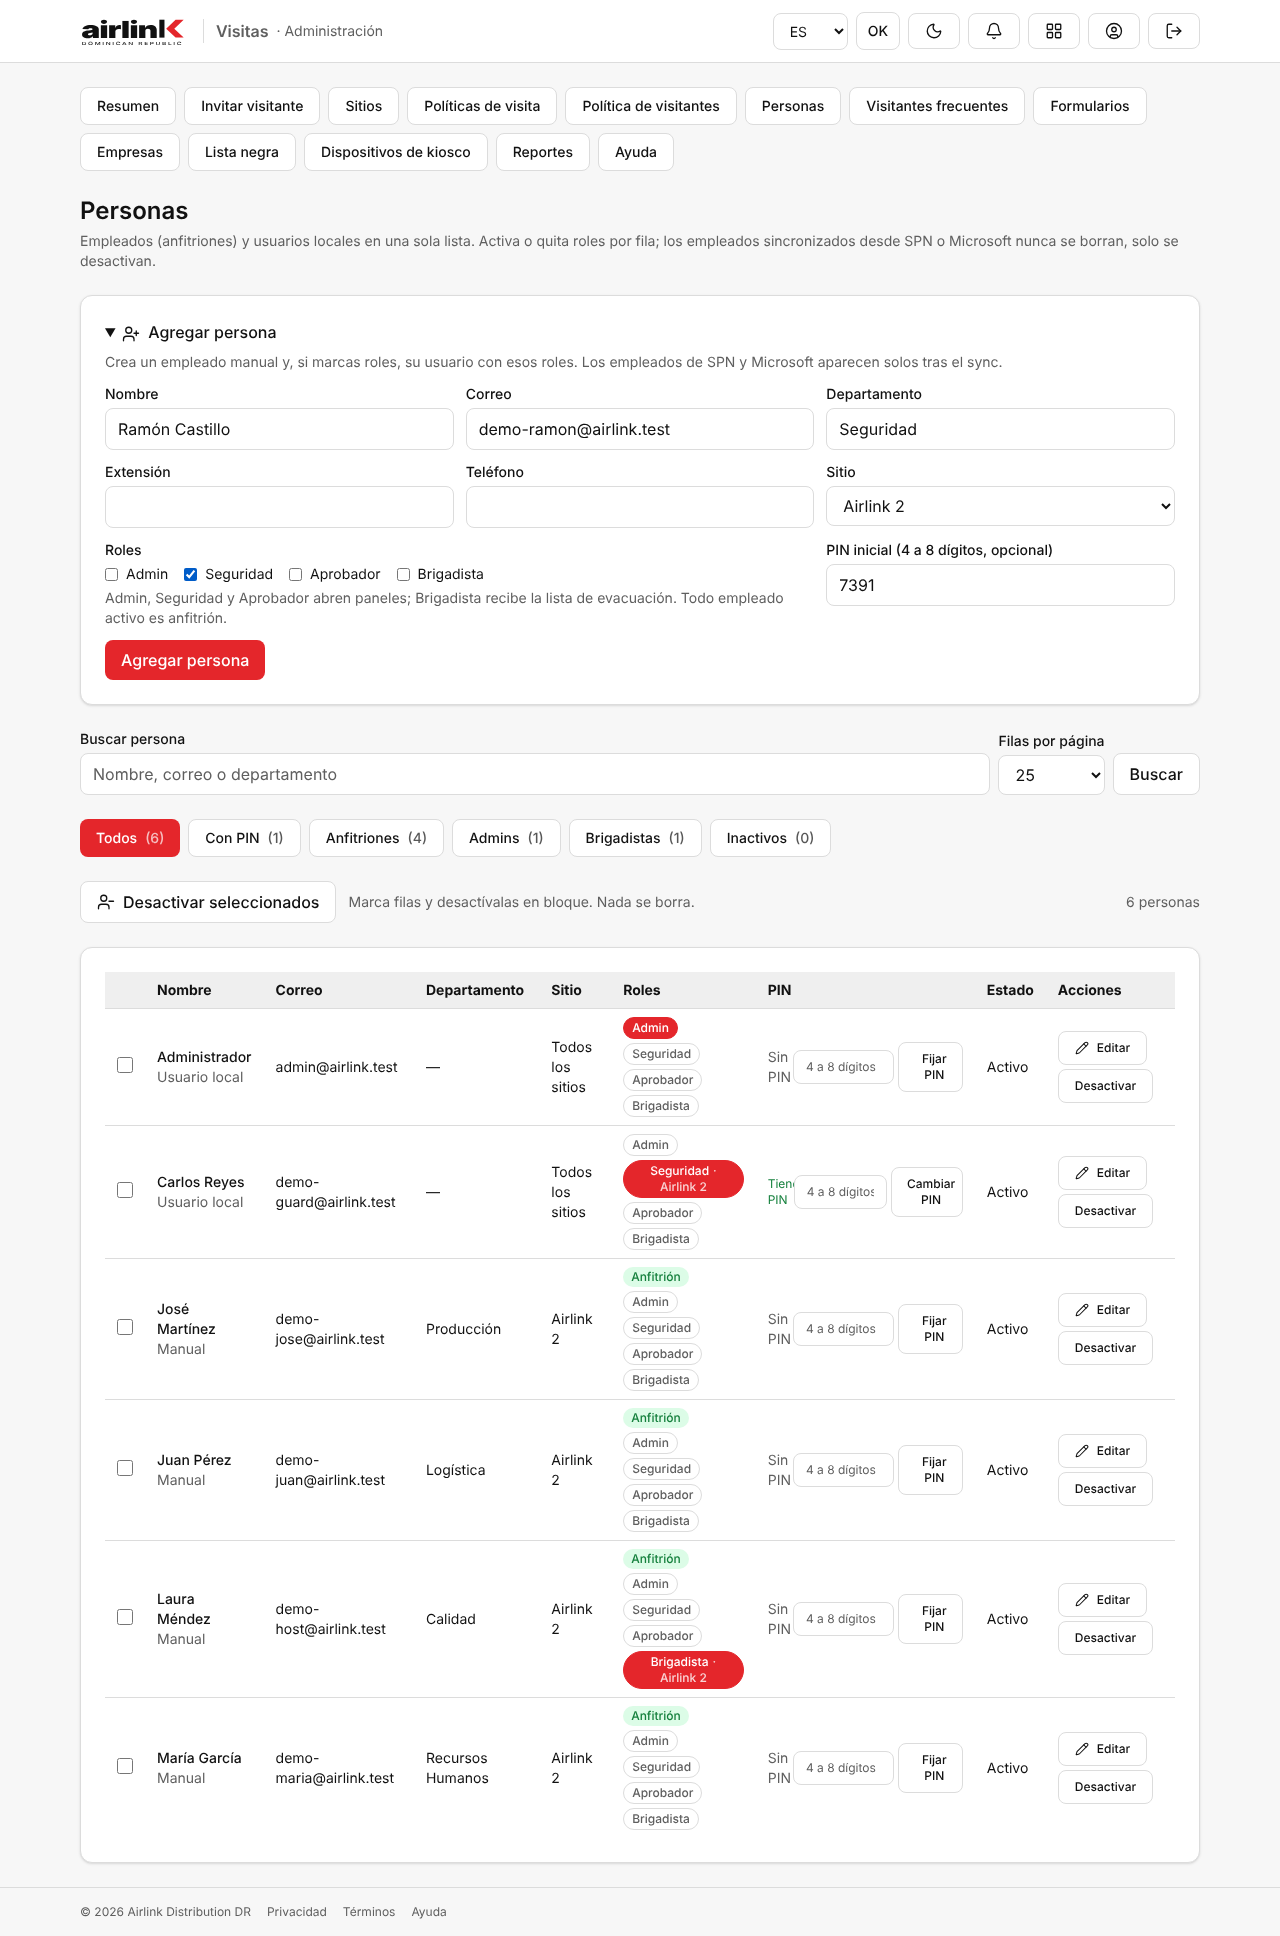 airlink
DOMINICAN REPUBLIC
Visitas · Administración
ES
OK
Resumen
Invitar visitante
Sitios
Políticas de visita
Política de visitantes
Personas
Visitantes frecuentes
Formularios
Empresas
Lista negra
Dispositivos de kiosco
Reportes
Ayuda
Personas
Empleados (anfitriones) y usuarios locales en una sola lista. Activa o quita roles por fila; los empleados sincronizados desde SPN o Microsoft nunca se borran, solo se
desactivan.
Agregar persona
Crea un empleado manual y, si marcas roles, su usuario con esos roles. Los empleados de SPN y Microsoft aparecen solos tras el sync.
Nombre
Correo
Departamento
Ramón Castillo
demo-ramon@airlink.test
Seguridad
Extensión
Teléfono
Sitio
Airlink 2
Roles
PIN inicial (4 a 8 dígitos, opcional)
Admin
Seguridad
Aprobador
Brigadista
7391
Admin, Seguridad y Aprobador abren paneles; Brigadista recibe la lista de evacuación. Todo empleado
activo es anfitrión.
Agregar persona
Buscar persona
Filas por página
Nombre, correo o departamento
25
Buscar
Todos (6)
Con PIN (1)
Anfitriones (4)
Admins (1)
Brigadistas (1)
Inactivos (0)
Desactivar seleccionados
Marca filas y desactívalas en bloque. Nada se borra.
6 personas
Nombre
Correo
Departamento
Sitio
Roles
PIN
Estado
Acciones
Administrador
Usuario local
admin@airlink.test
—
Todos
los
sitios
Admin
Seguridad
Aprobador
Brigadista
Sin
PIN
4 a 8 dígitos
Fijar
PIN
Activo
Editar
Desactivar
Carlos Reyes
Usuario local
demo-
guard@airlink.test
—
Todos
los
sitios
Admin
Seguridad ·
Airlink 2
Aprobador
Brigadista
Tiene
PIN
4 a 8 dígitos
Cambiar
PIN
Activo
Editar
Desactivar
José
Martínez
Manual
demo-
jose@airlink.test
Producción
Airlink
2
Anfitrión
Admin
Seguridad
Aprobador
Brigadista
Sin
PIN
4 a 8 dígitos
Fijar
PIN
Activo
Editar
Desactivar
Juan Pérez
Manual
demo-
juan@airlink.test
Logística
Airlink
2
Anfitrión
Admin
Seguridad
Aprobador
Brigadista
Sin
PIN
4 a 8 dígitos
Fijar
PIN
Activo
Editar
Desactivar
Laura
Méndez
Manual
demo-
host@airlink.test
Calidad
Airlink
2
Anfitrión
Admin
Seguridad
Aprobador
Brigadista ·
Airlink 2
Sin
PIN
4 a 8 dígitos
Fijar
PIN
Activo
Editar
Desactivar
María García
Manual
demo-
maria@airlink.test
Recursos
Humanos
Airlink
2
Anfitrión
Admin
Seguridad
Aprobador
Brigadista
Sin
PIN
4 a 8 dígitos
Fijar
PIN
Activo
Editar
Desactivar
© 2026 Airlink Distribution DR
Privacidad
Términos
Ayuda